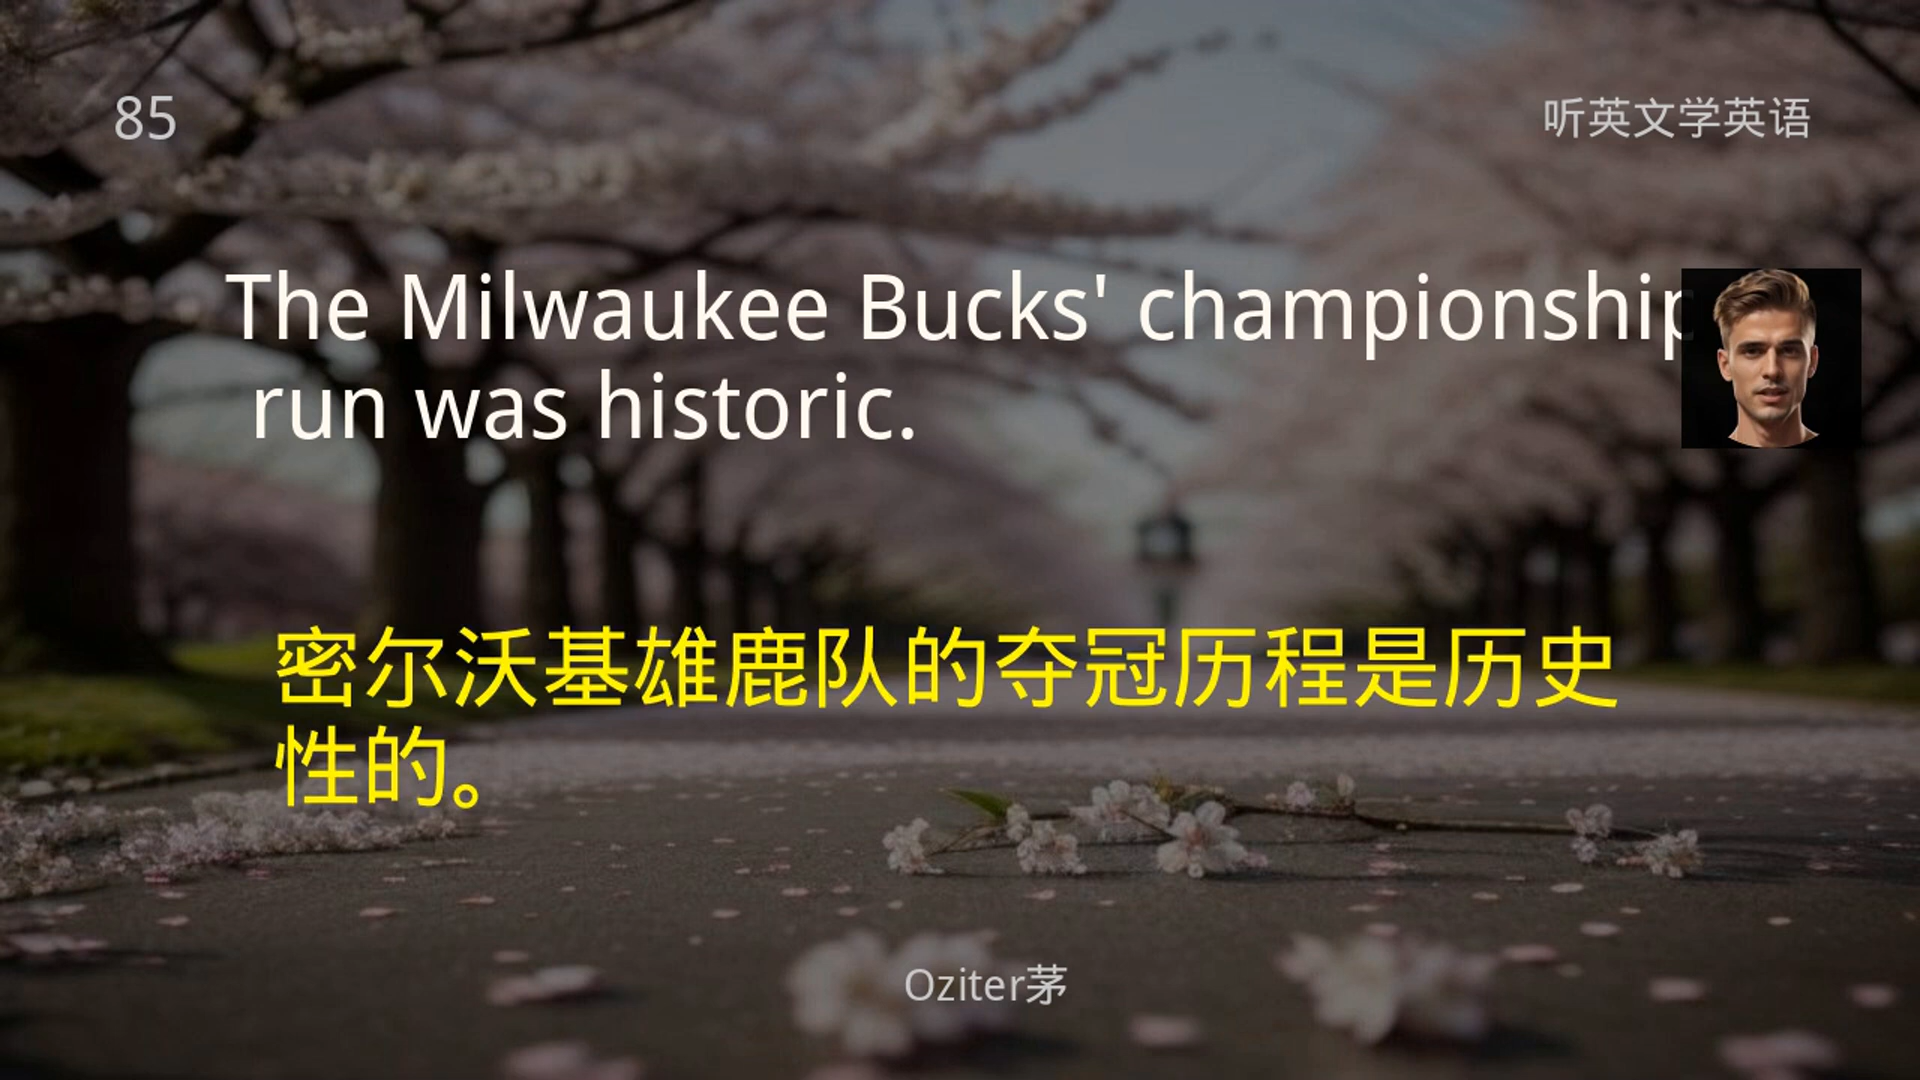 85
听英文学英语
The Milwaukee Bucks' championship
run was historic.
密尔沃基雄鹿队的夺冠历程是历史
性的。
Oziter茅